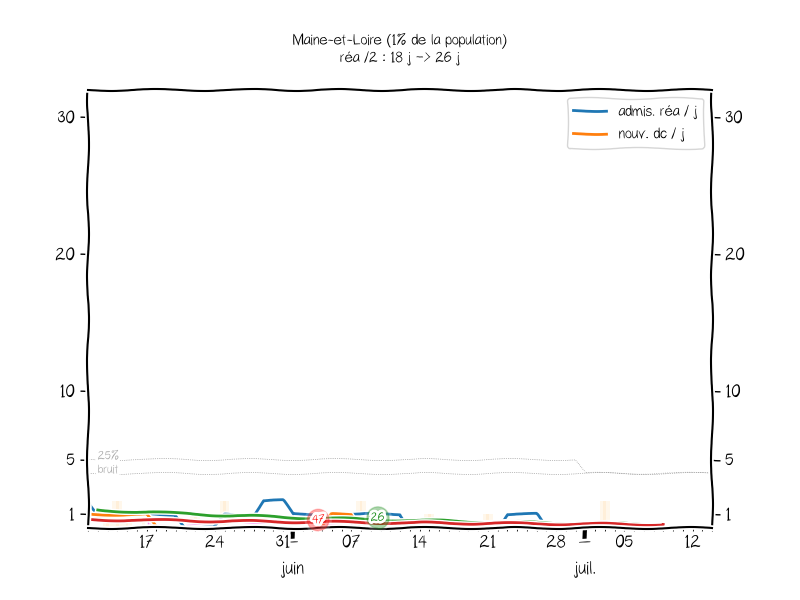 Maine-et-Loire (1% de la population)
réa /2 : 18 j -> 26 j
admis. réa / j
nouv. dc / j
30 30
20 20
10 10
5 5
25%
bruit
1 1
47 26
17 24 31 07 14 21 28 05 12
juin juil.